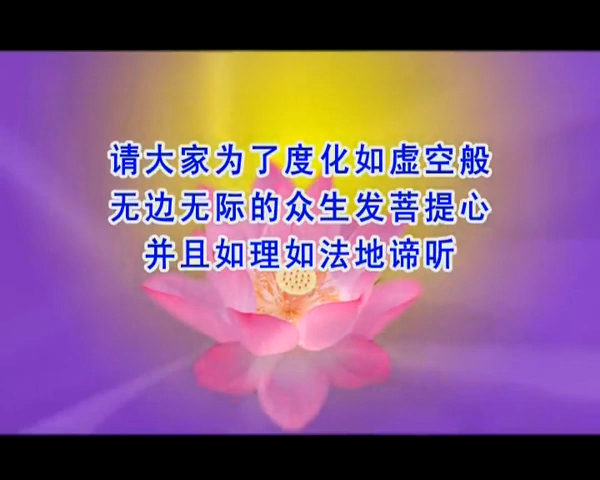 请大家为了度化如虚空般
无边无际的众生发菩提心
并且如理如法地谛听